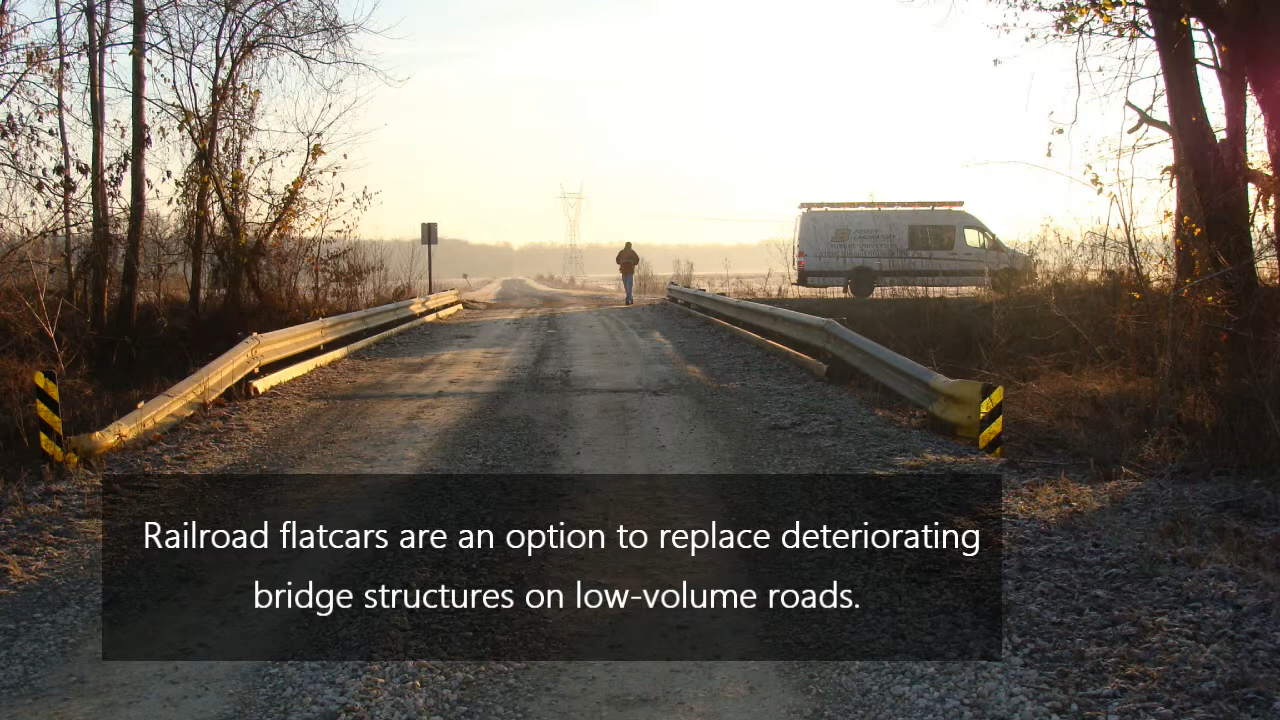 Railroad flatcars are an option to replace deteriorating
bridge structures on low-volume roads.